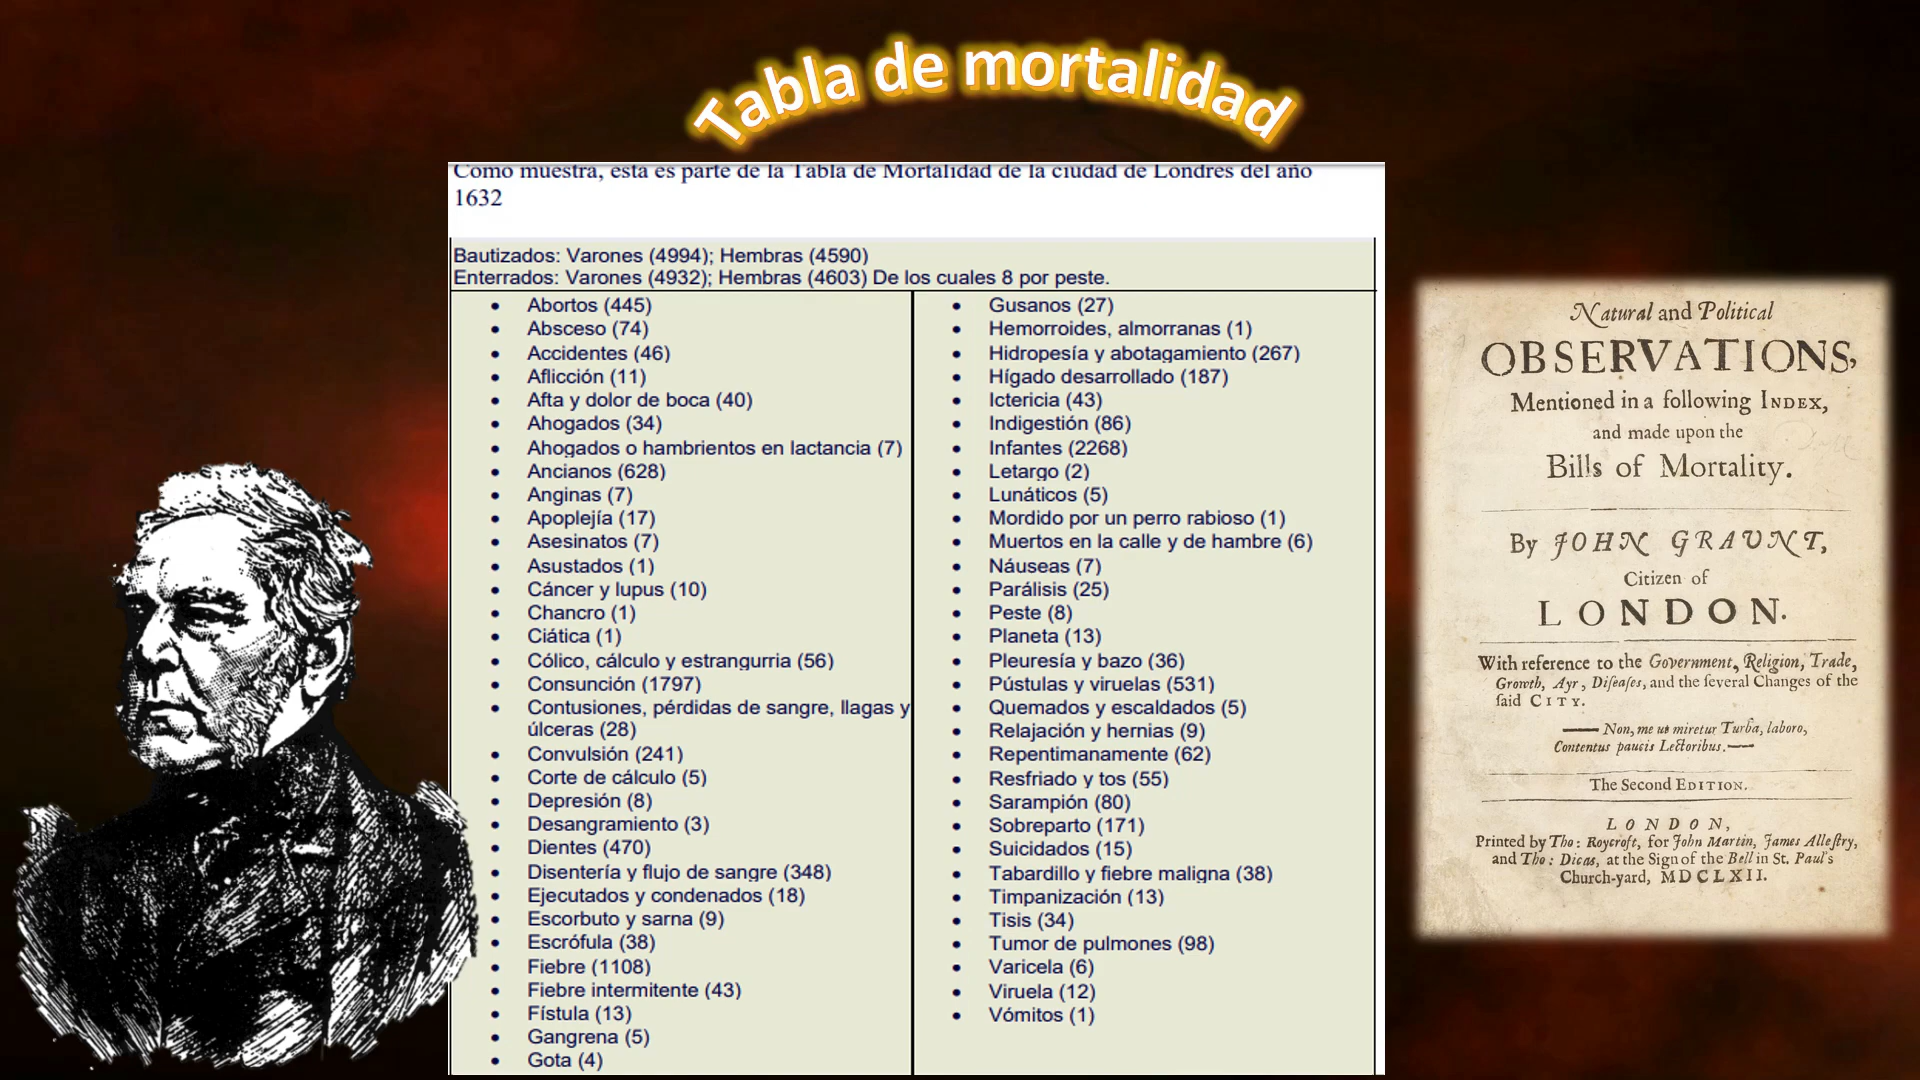 Tabla de mortalidad
Como muestra, esta es parte de la Tabla de Mortalidad de la ciudad de Londres del año
1632
Bautizados: Varones (4994); Hembras (4590)
Enterrados: Varones (4932); Hembras (4603) De los cuales 8 por peste.
Abortos (445)
Absceso (74)
Accidentes (46)
Aflicción (11)
Afta y dolor de boca (40)
Ahogados (34)
Ahogados o hambrientos en lactancia (7)
Ancianos (628)
Anginas (7)
Apoplejía (17)
Asesinatos (7)
Asustados (1)
Cáncer y lupus (10)
Chancro (1)
Ciática (1)
Cólico, cálculo y estrangurria (56)
Consunción (1797)
Contusiones, pérdidas de sangre, llagas y
úlceras (28)
Convulsión (241)
Corte de cálculo (5)
Depresión (8)
Desangramiento (3)
Dientes (470)
Disentería y flujo de sangre (348)
Ejecutados y condenados (18)
Escorbuto y sarna (9)
Escrófula (38)
Fiebre (1108)
Fiebre intermitente (43)
Fístula (13)
Gangrena (5)
Gota (4)
Gusanos (27)
Hemorroides, almorranas (1)
Hidropesía y abotagamiento (267)
Hígado desarrollado (187)
Ictericia (43)
Indigestión (86)
Infantes (2268)
Letargo (2)
Lunáticos (5)
Mordido por un perro rabioso (1)
Muertos en la calle y de hambre (6)
Náuseas (7)
Parálisis (25)
Peste (8)
Planeta (13)
Pleuresía y bazo (36)
Pústulas y viruelas (531)
Quemados y escaldados (5)
Relajación y hernias (9)
Repentimanamente (62)
Resfriado y tos (55)
Sarampión (80)
Sobreparto (171)
Suicidados (15)
Tabardillo y fiebre maligna (38)
Timpanización (13)
Tisis (34)
Tumor de pulmones (98)
Varicela (6)
Viruela (12)
Vómitos (1)
Natural and Political
OBSERVATIONS,
Mentioned in a following INDEX,
and made upon the
Bills of Mortality.
By JOHN GRAUNT,
Citizen of
LONDON.
With reference to the Government, Religion, Trade,
Growth, Ayr, Diſeaſes, and the ſeveral Changes of the
ſaid CITY.
Non, me ut miretur Turba, laboro,
Contentus paucis Lectoribus.
The Second EDITION.
LONDON,
Printed by Tho: Roycroft, for John Martin, James Alleſtry,
and Tho: Dicas, at the Sign of the Bell in St. Paul's
Church-yard, MDCLXII.